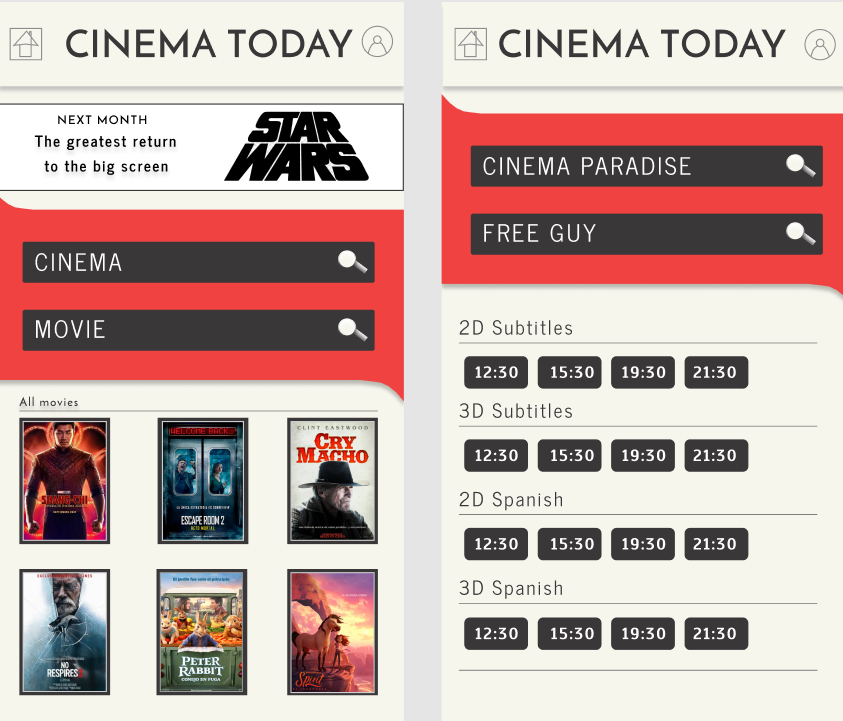 CINEMA TODAY
NEXT MONTH
The greatest return
to the big screen
STAR
WARS
CINEMA
MOVIE
All movies
SHANG-CHI
WELCOME BACK
ESCAPE ROOM 2
CLINT EASTWOOD
CRY
MACHO
NO
RESPIRES
PETER
RABBIT
CONEJO EN FUGA
Spirit
CINEMA TODAY
CINEMA PARADISE
FREE GUY
2D Subtitles
12:30 15:30 19:30 21:30
3D Subtitles
12:30 15:30 19:30 21:30
2D Spanish
12:30 15:30 19:30 21:30
3D Spanish
12:30 15:30 19:30 21:30